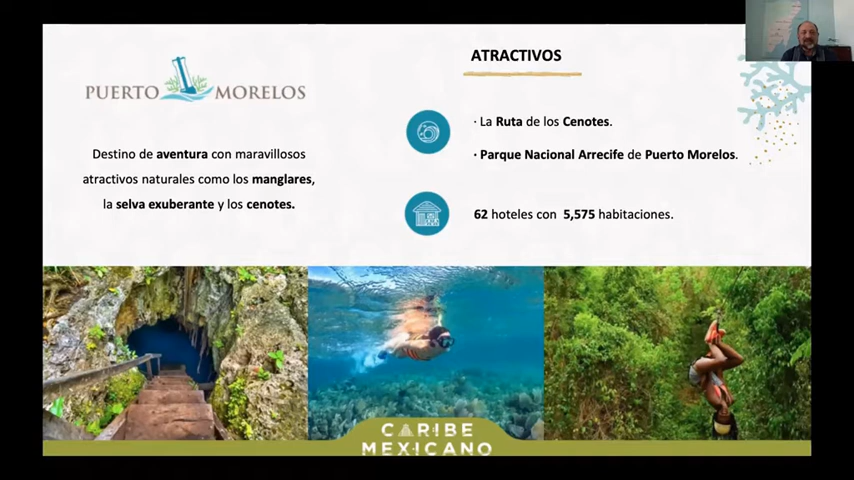 PUERTO MORELOS
Destino de aventura con maravillosos
atractivos naturales como los manglares,
la selva exuberante y los cenotes.
ATRACTIVOS
· La Ruta de los Cenotes.
· Parque Nacional Arrecife de Puerto Morelos.
62 hoteles con 5,575 habitaciones.
CARIBE
MEXICANO